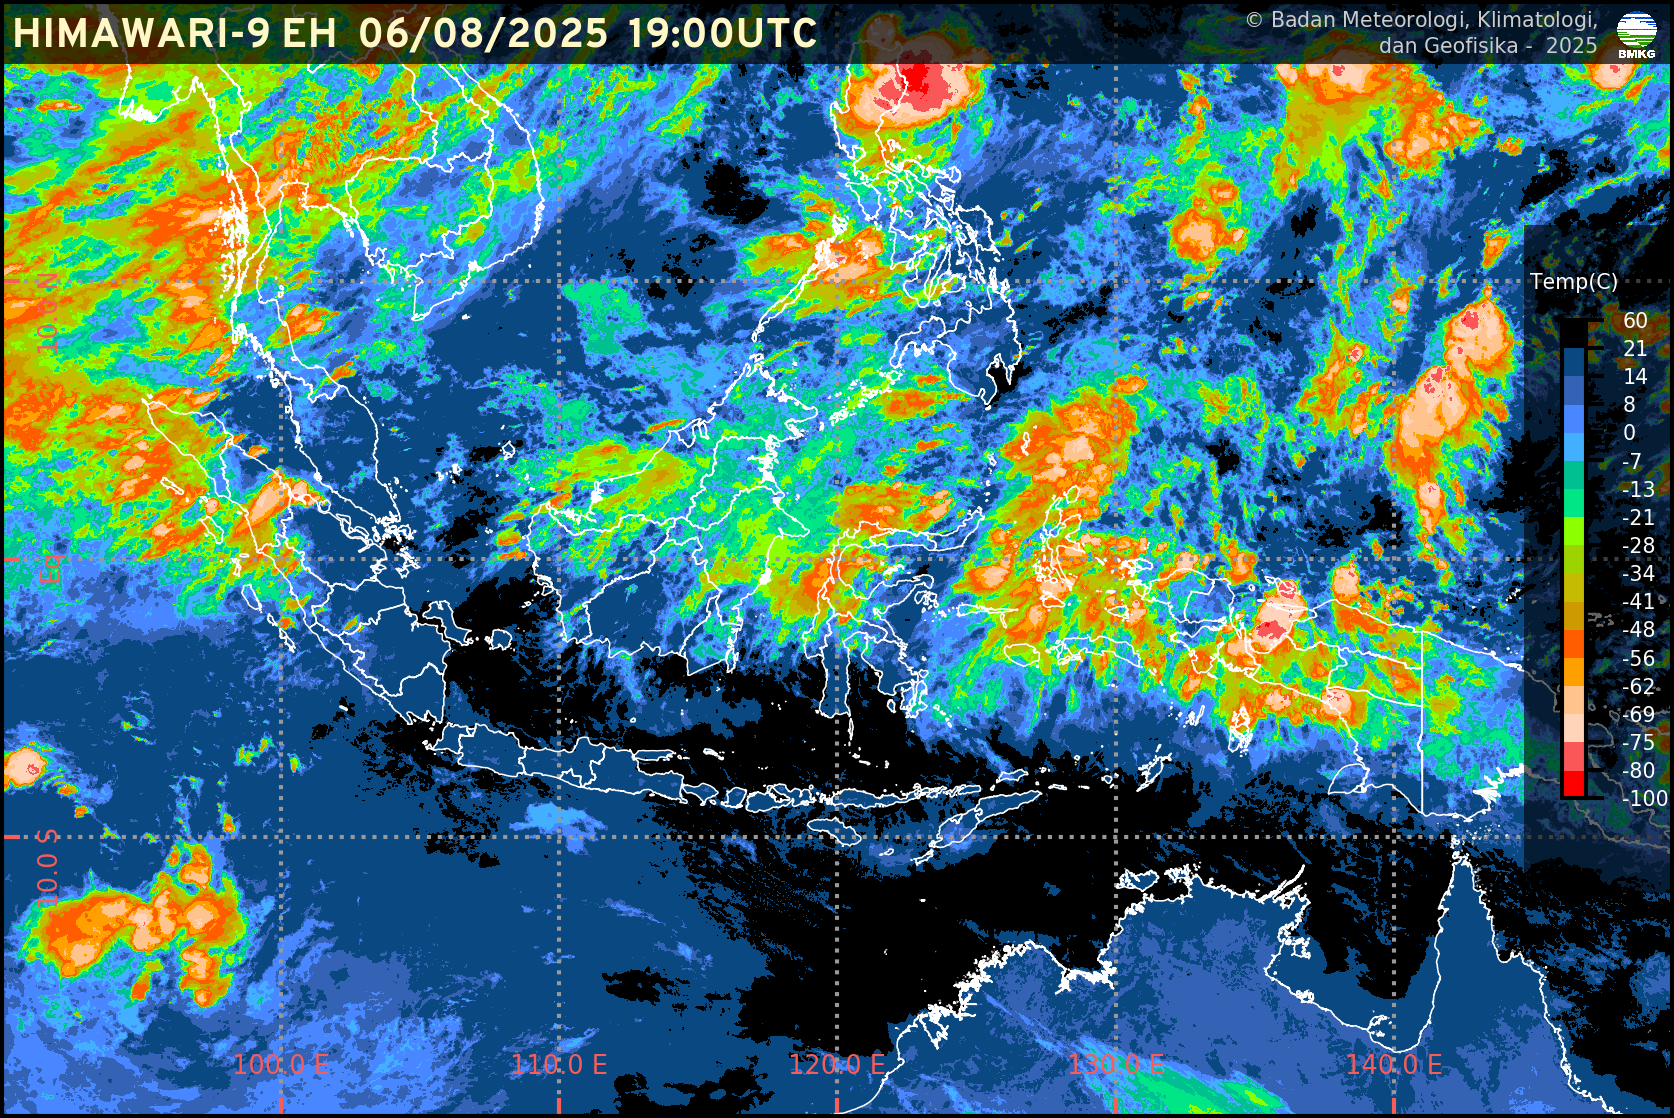 HIMAWARI-9 EH 06/08/2025 19:00UTC
© Badan Meteorologi, Klimatologi,
dan Geofisika - 2025
BMKG
Temp(C)
60
21
14
8
0
-7
-13
-21
-28
-34
-41
-48
-56
-62
-69
-75
-80
-100
10.0 N
Eq
10.0 S
100.0 E
110.0 E
120.0 E
130.0 E
140.0 E